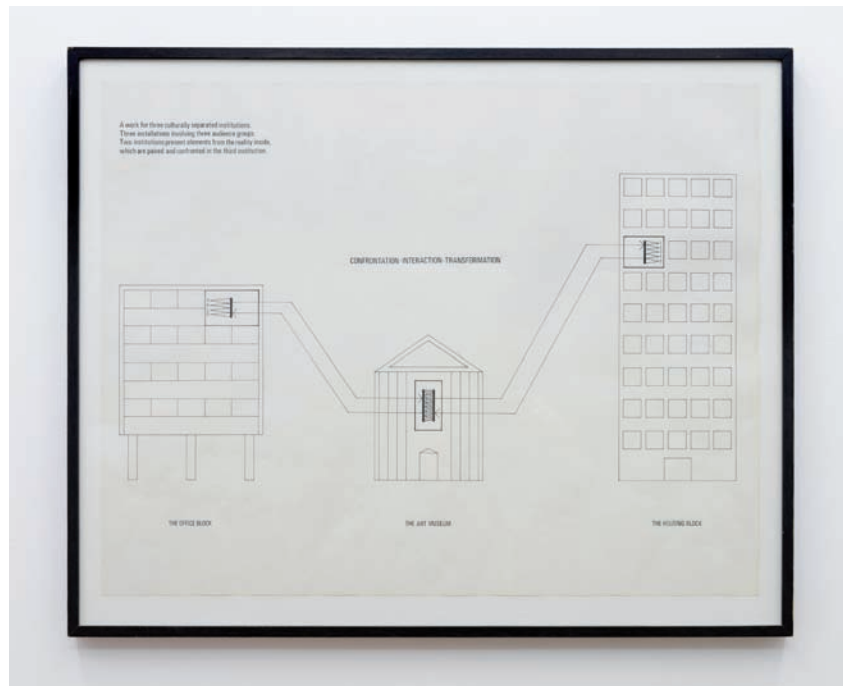 A work for three culturally separated institutions.
Three installations involving three audience groups.
Two institutions present elements from the reality inside,
which are paired and confronted in the third institution.
CONFRONTATION-INTERACTION-TRANSFORMATION
THE OFFICE BLOCK
THE ART MUSEUM
THE HOUSING BLOCK